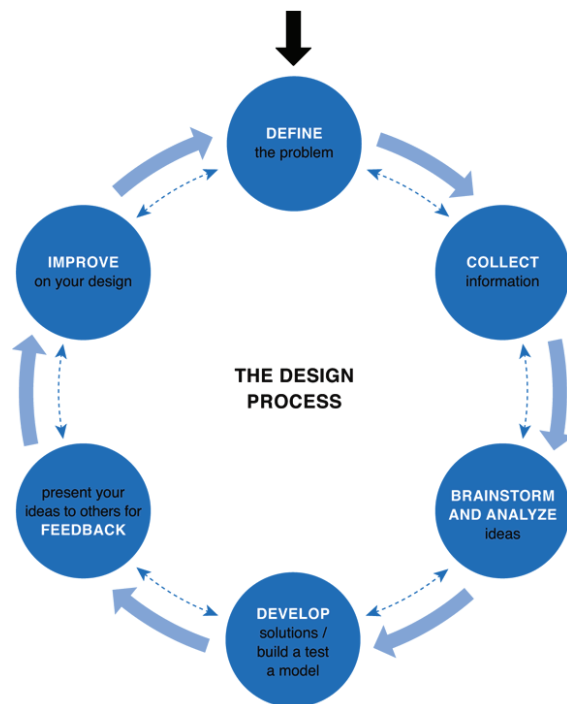 DEFINE
the problem
COLLECT
information
BRAINSTORM
AND ANALYZE
ideas
DEVELOP
solutions /
build a test
a model
present your
ideas to others for
FEEDBACK
IMPROVE
on your design
THE DESIGN
PROCESS